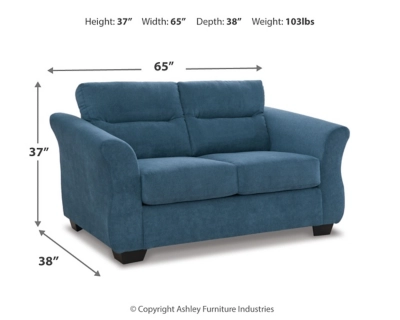 Height: 37” Width: 65” Depth: 38” Weight: 103lbs
65”
37”
38”
© Copyright Ashley Furniture Industries